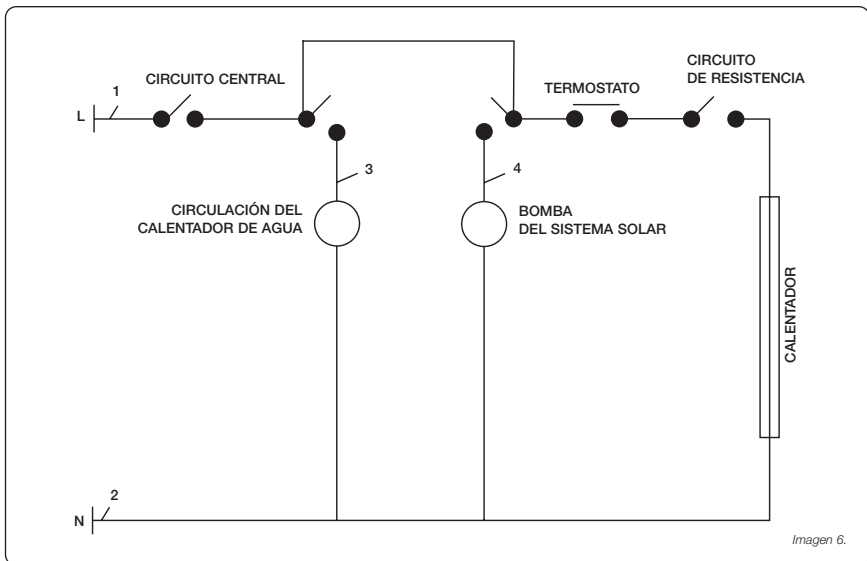 CIRCUITO CENTRAL
CIRCUITO
DE RESISTENCIA
TERMOSTATO
1
L
3
4
CIRCULACIÓN DEL
CALENTADOR DE AGUA
BOMBA
DEL SISTEMA SOLAR
CALENTADOR
2
N
Imagen 6.